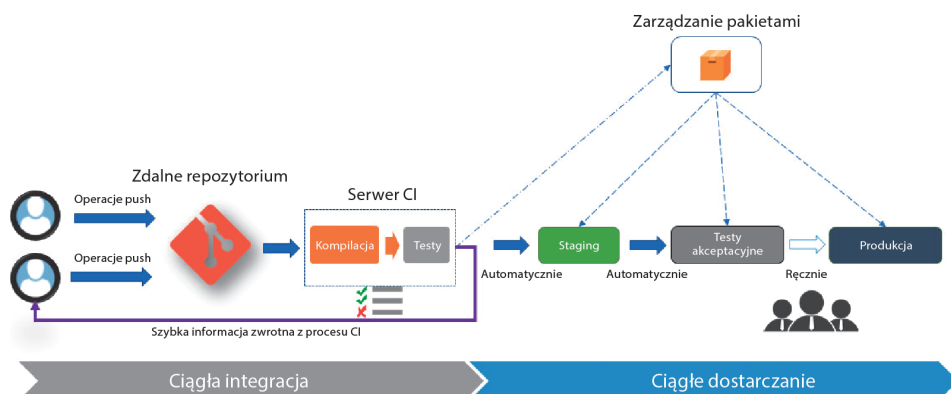 Zarządzanie pakietami
Zdalne repozytorium
Serwer CI
Operacje push
Operacje push
Kompilacja
Testy
Automatycznie
Staging
Automatycznie
Testy
akceptacyjne
Ręcznie
Produkcja
Szybka informacja zwrotna z procesu CI
Ciągła integracja
Ciągłe dostarczanie